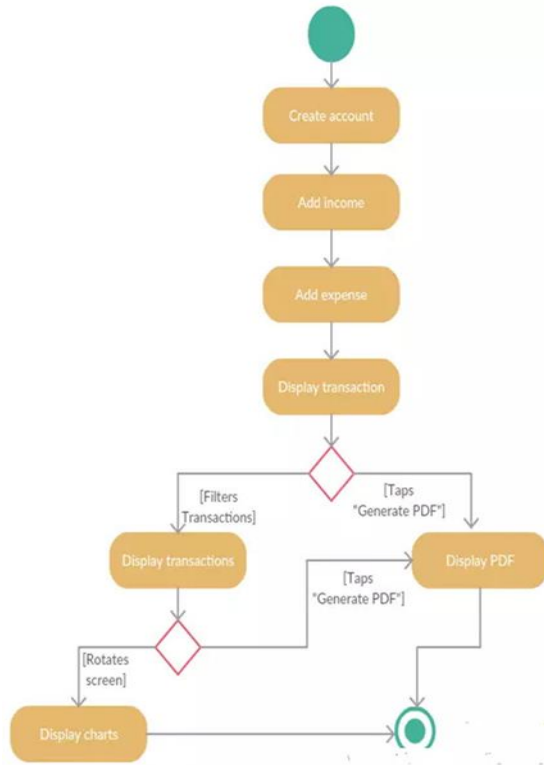 Create account
Add income
Add expense
Display transaction
[Filters
Transactions]
[Taps
"Generate PDF"]
Display transactions
[Taps
"Generate PDF"]
Display PDF
[Rotates
screen]
Display charts